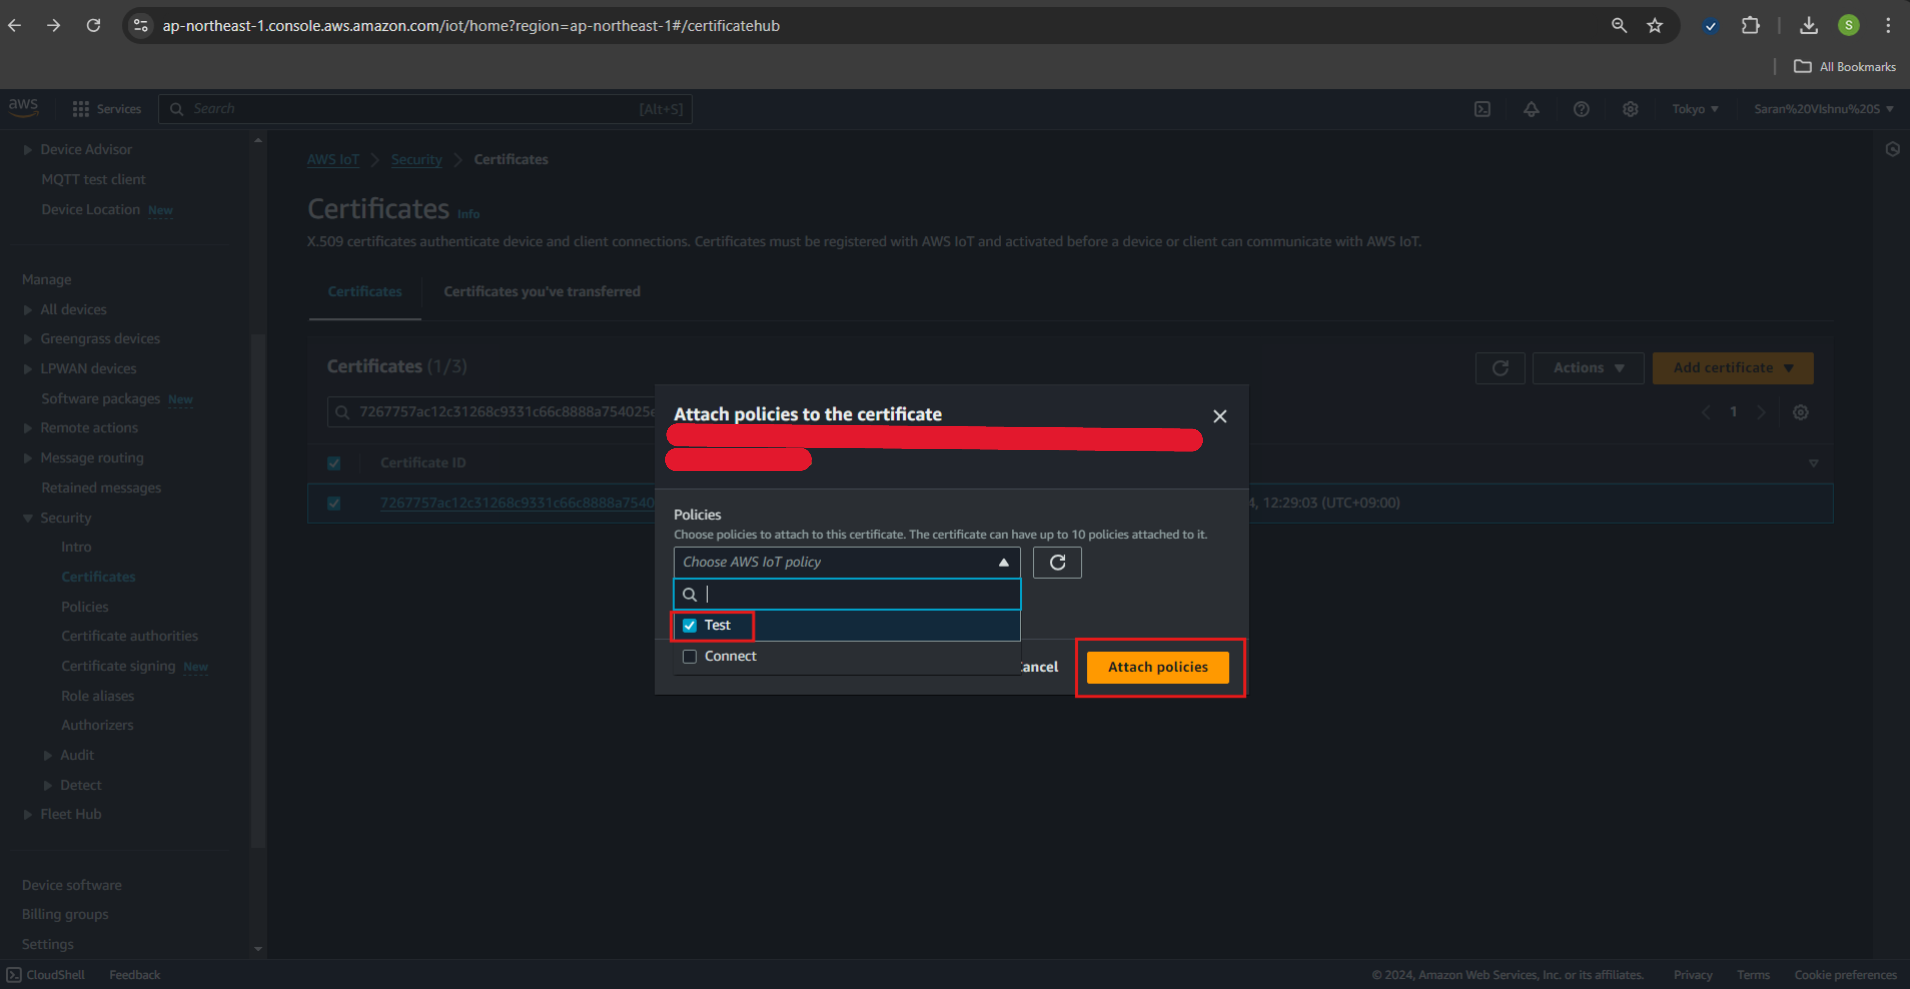 ap-northeast-1.console.aws.amazon.com/iot/home?region=ap-northeast-1#/certificatehub
S
All Bookmarks
aws
Services
Search
[Alt+S]
Tokyo
Saran%20VIshnu%20S
Device Advisor
MQTT test client
Device Location New
Manage
All devices
Greengrass devices
LPWAN devices
Software packages New
Remote actions
Message routing
Retained messages
Security
Intro
Certificates
Policies
Certificate authorities
Certificate signing New
Role aliases
Authorizers
Audit
Detect
Fleet Hub
Device software
Billing groups
Settings
AWS IoT
Security
Certificates
Certificates Info
X.509 certificates authenticate device and client connections. Certificates must be registered with AWS IoT and activated before a device or client can communicate with AWS IoT.
Certificates
Certificates you've transferred
Certificates (1/3)
Actions
Add certificate
7267757ac12c31268c9331c66c8888a754025e
1
Certificate ID
7267757ac12c31268c9331c66c8888a7540
4, 12:29:03 (UTC+09:00)
Attach policies to the certificate
Policies
Choose policies to attach to this certificate. The certificate can have up to 10 policies attached to it.
Choose AWS IoT policy
Test
Connect
ancel
Attach policies
CloudShell
Feedback
© 2024, Amazon Web Services, Inc. or its affiliates.
Privacy
Terms
Cookie preferences